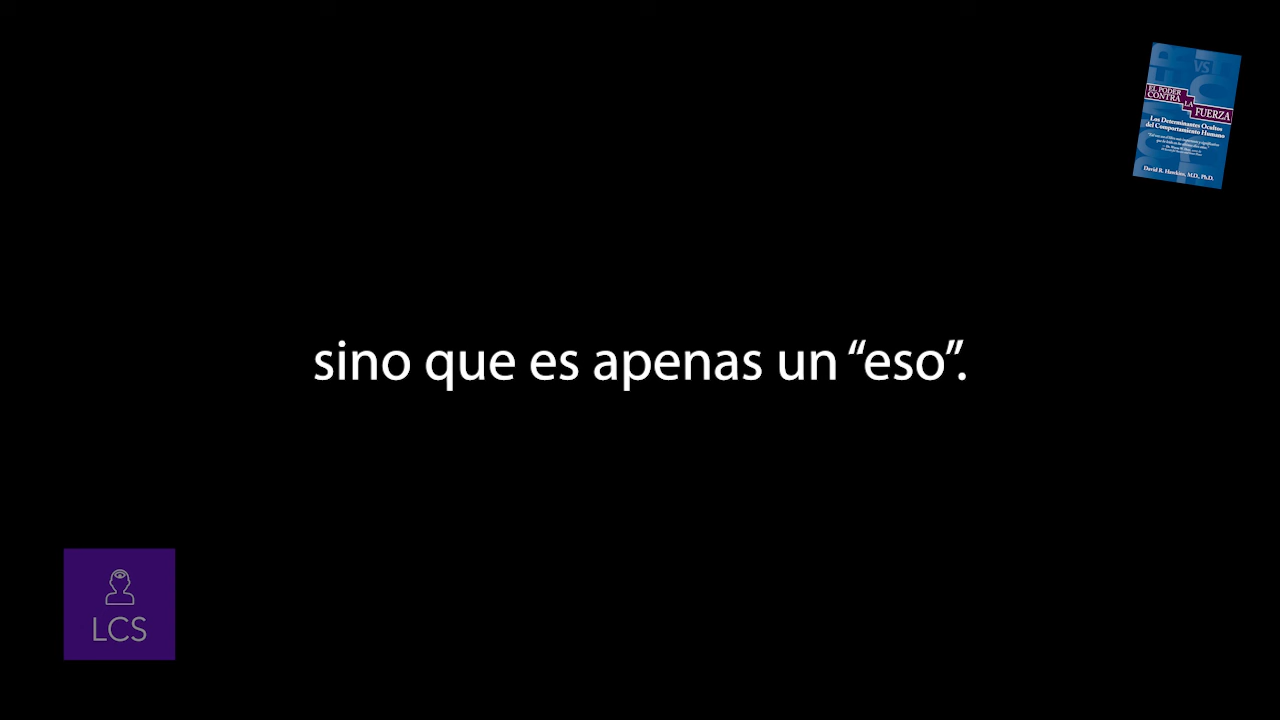 VS
EL PODER
CONTRA
LA
FUERZA
Los Determinantes Ocultos
del Comportamiento Humano
David R. Hawkins, M.D., Ph.D.
sino que es apenas un “eso”.
LCS